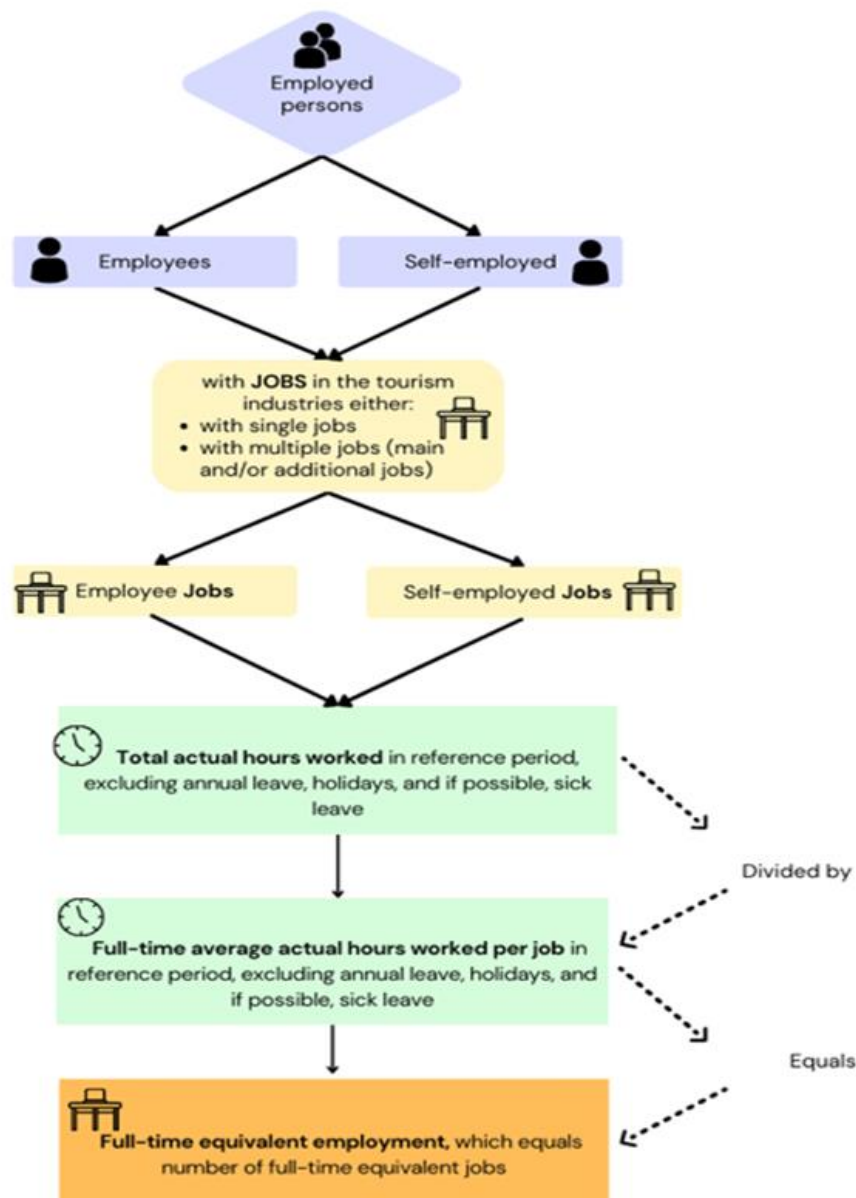 Employed
persons
Employees
Self-employed
with JOBS in the tourism
industries either:
• with single jobs
• with multiple jobs (main
and/or additional jobs)
Employee Jobs
Self-employed Jobs
Total actual hours worked in reference period,
excluding annual leave, holidays, and if possible, sick
leave
Divided by
Full-time average actual hours worked per job in
reference period, excluding annual leave, holidays, and
if possible, sick leave
Equals
Full-time equivalent employment, which equals
number of full-time equivalent jobs